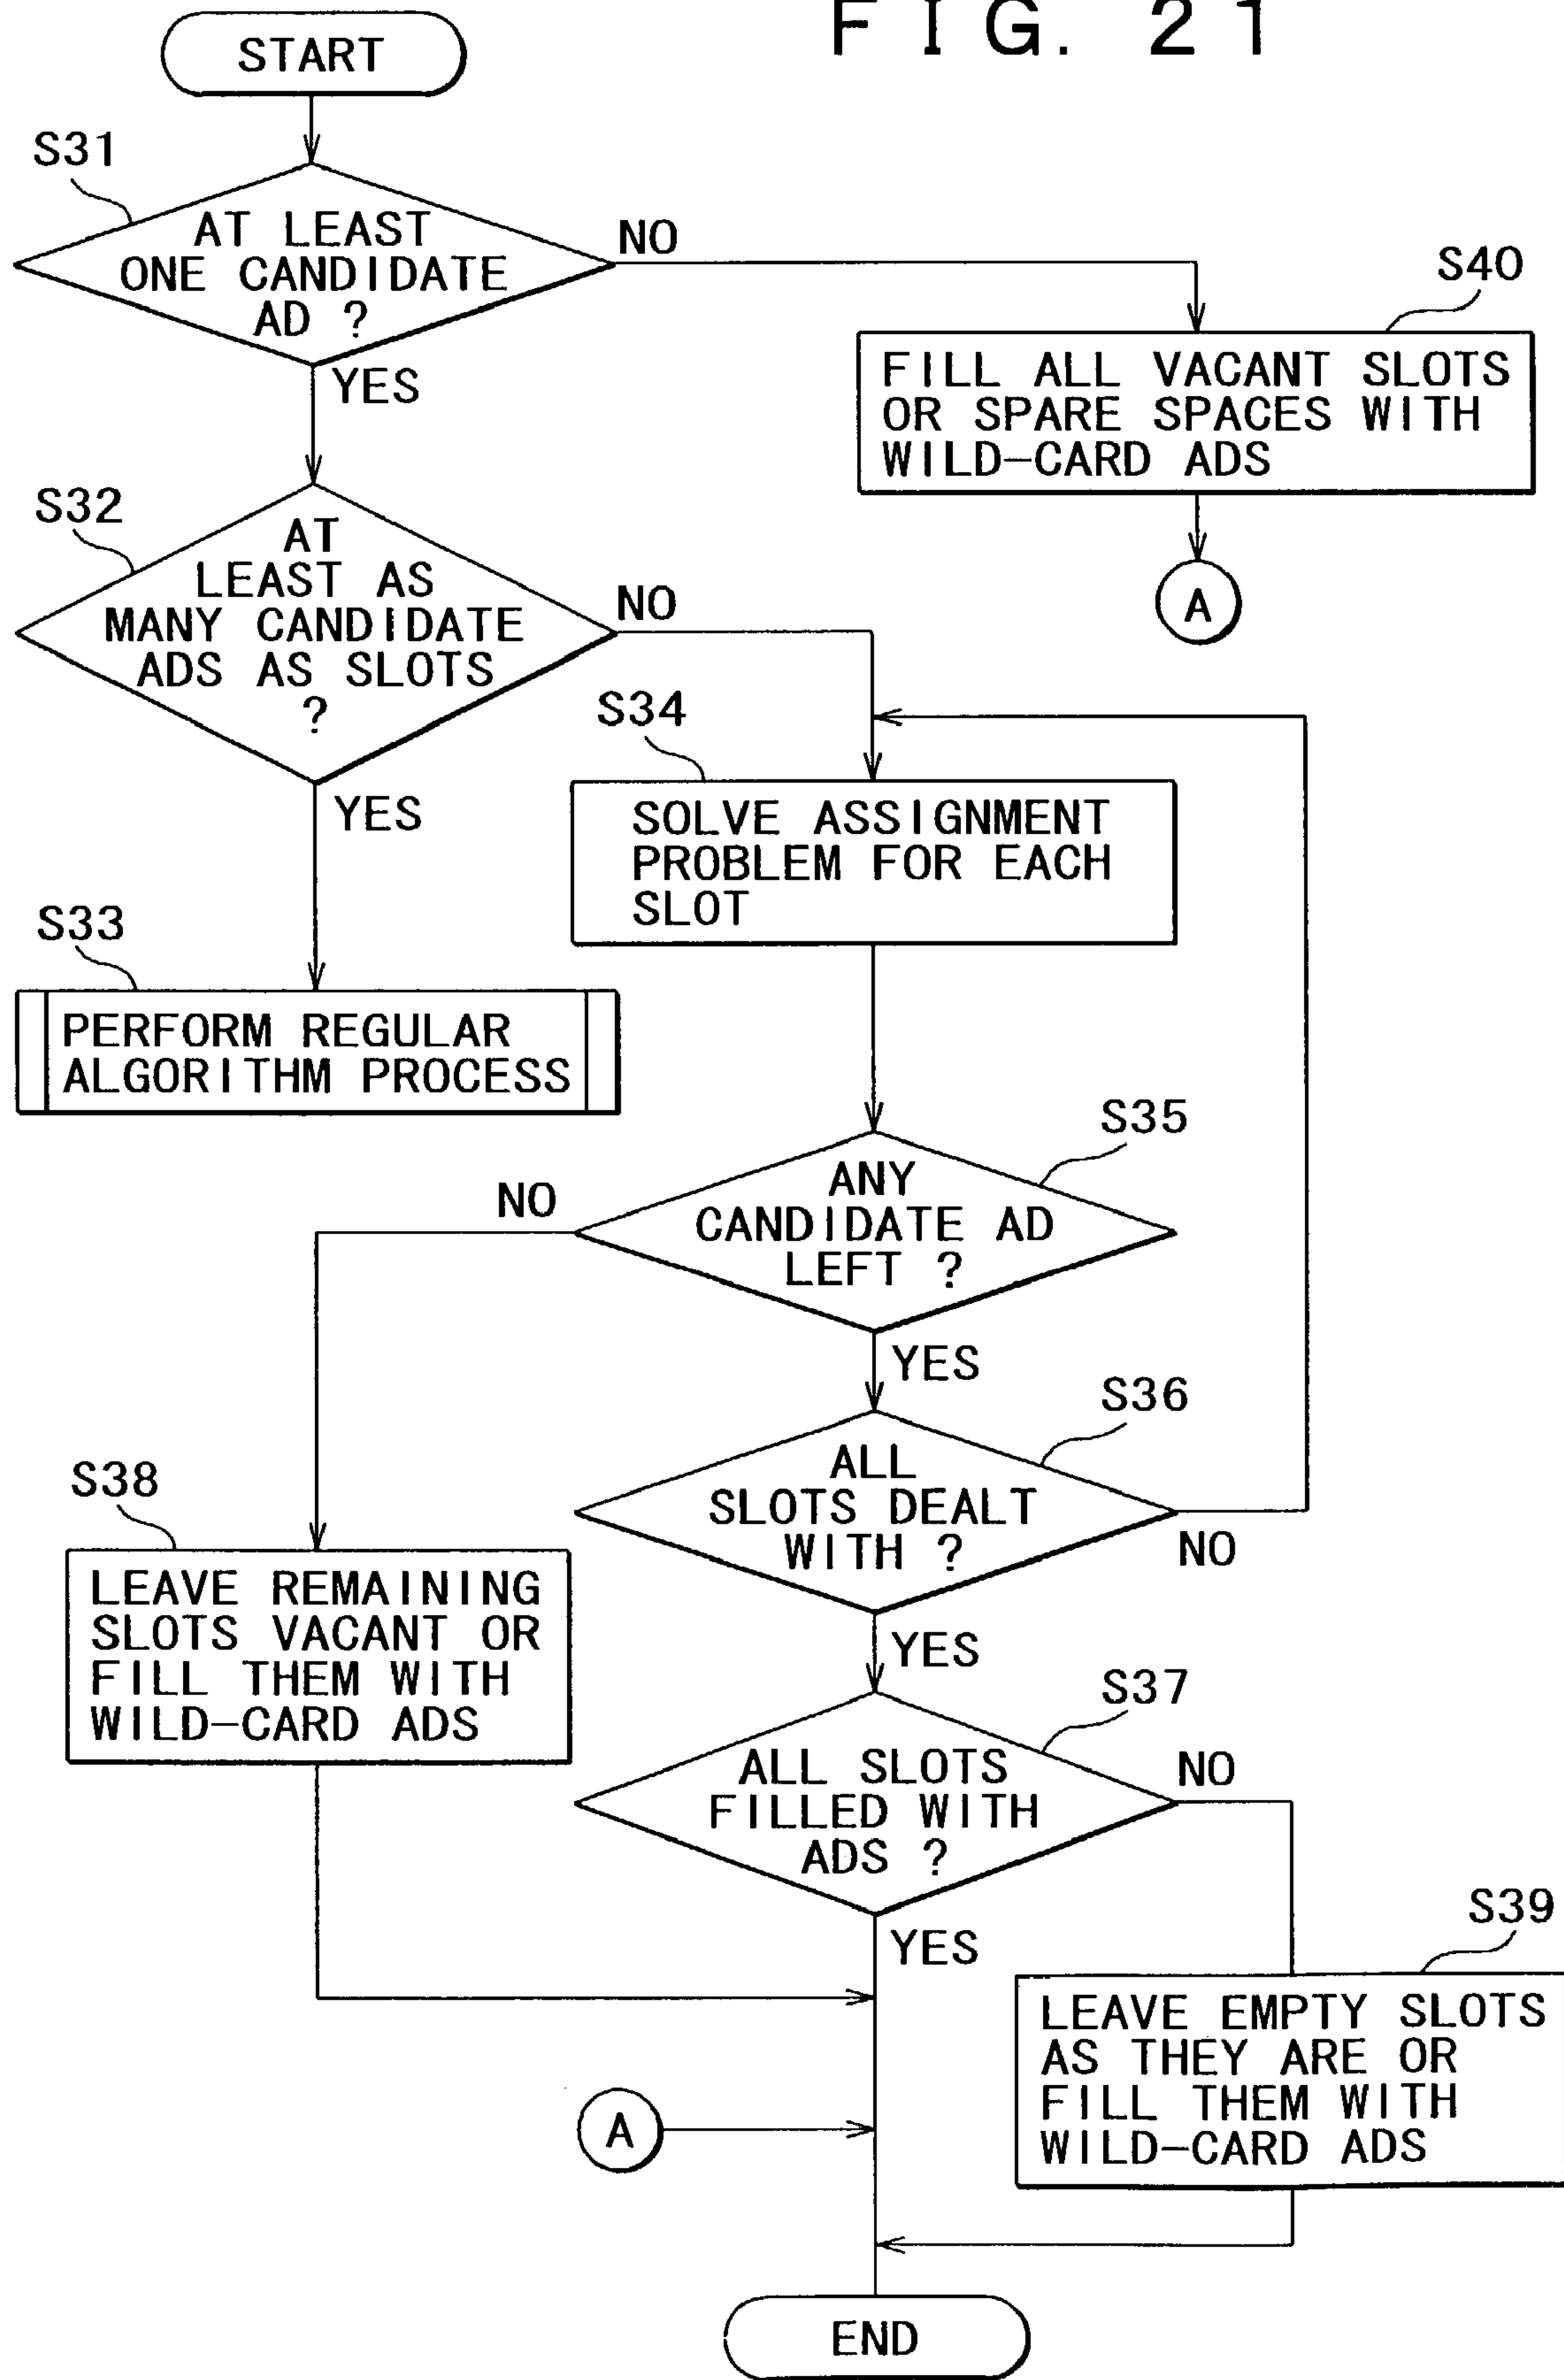 FIG. 21
START
S31
AT LEAST
ONE CANDIDATE
AD ?
NO
YES
S40
FILL ALL VACANT SLOTS
OR SPARE SPACES WITH
WILD-CARD ADS
A
S32
AT
LEAST AS
MANY CANDIDATE
ADS AS SLOTS
?
NO
YES
S33
PERFORM REGULAR
ALGORITHM PROCESS
S34
SOLVE ASSIGNMENT
PROBLEM FOR EACH
SLOT
S35
ANY
CANDIDATE AD
LEFT ?
NO
YES
S36
ALL
SLOTS DEALT
WITH ?
NO
YES
S38
LEAVE REMAINING
SLOTS VACANT OR
FILL THEM WITH
WILD-CARD ADS
S37
ALL SLOTS
FILLED WITH
ADS ?
NO
YES
S39
LEAVE EMPTY SLOTS
AS THEY ARE OR
FILL THEM WITH
WILD-CARD ADS
A
END